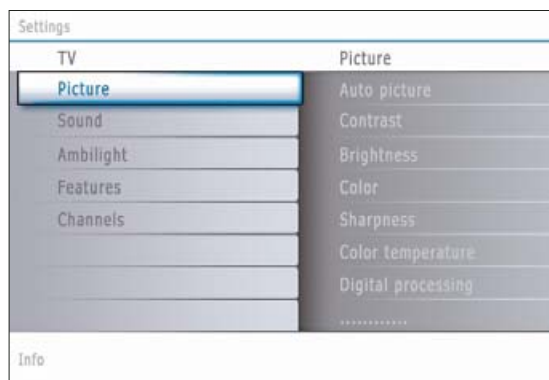 Settings
TV
Picture
Picture
Auto picture
Sound
Contrast
Ambilight
Brightness
Features
Color
Channels
Sharpness
Color temperature
Digital processing
............
Info